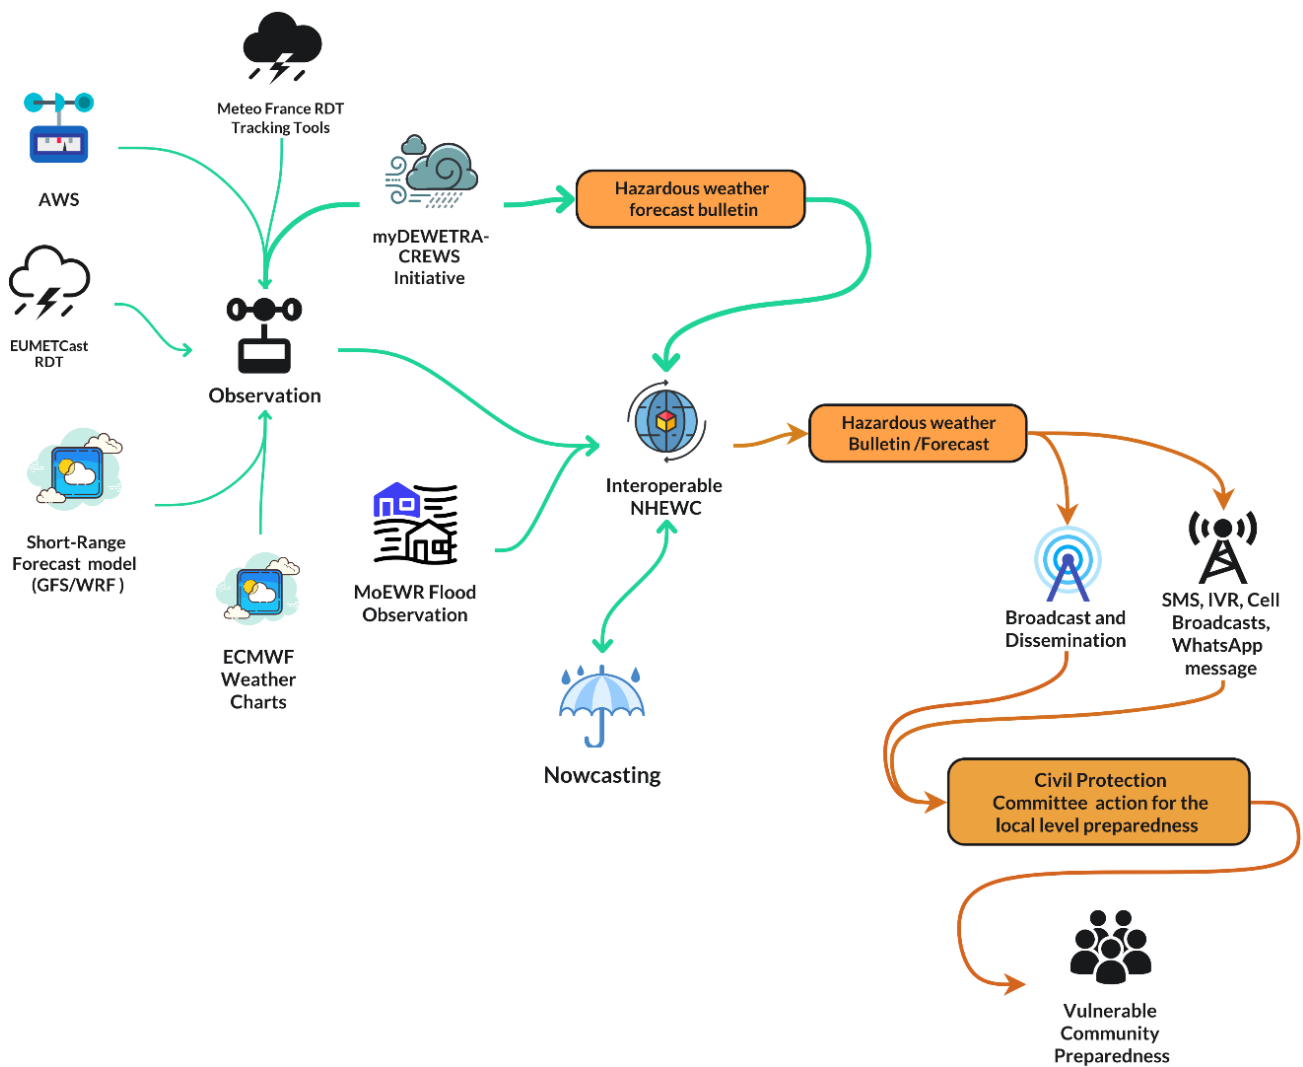 Meteo France RDT
Tracking Tools
AWS
myDEWETRA-
CREWS
Initiative
Hazardous weather
forecast bulletin
EUMETCast
RDT
Observation
Short-Range
Forecast model
(GFS/WRF )
ECMWF
Weather
Charts
MoEWR Flood
Observation
Interoperable
NHEWC
Nowcasting
Hazardous weather
Bulletin /Forecast
Broadcast and
Dissemination
SMS, IVR, Cell
Broadcasts,
WhatsApp
message
Civil Protection
Committee action for the
local level preparedness
Vulnerable
Community
Preparedness